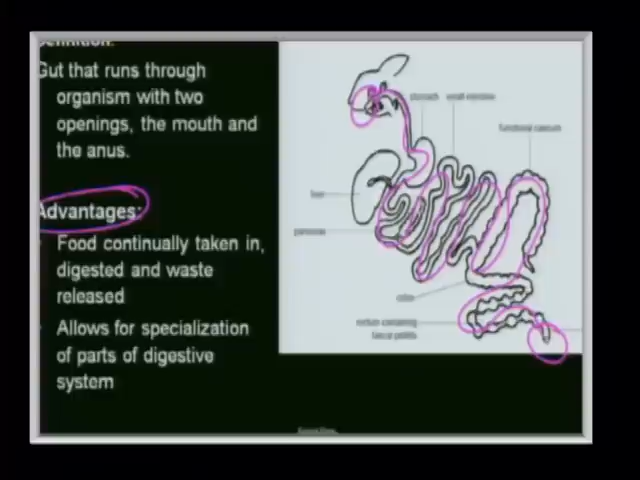 Definition:
Gut that runs through
organism with two
openings, the mouth and
the anus.
Advantages:
Food continually taken in,
digested and waste
released
Allows for specialization
of parts of digestive
system
stomach small intestine
functional caecum
liver
pancreas
colon
rectum containing
faecal pellets